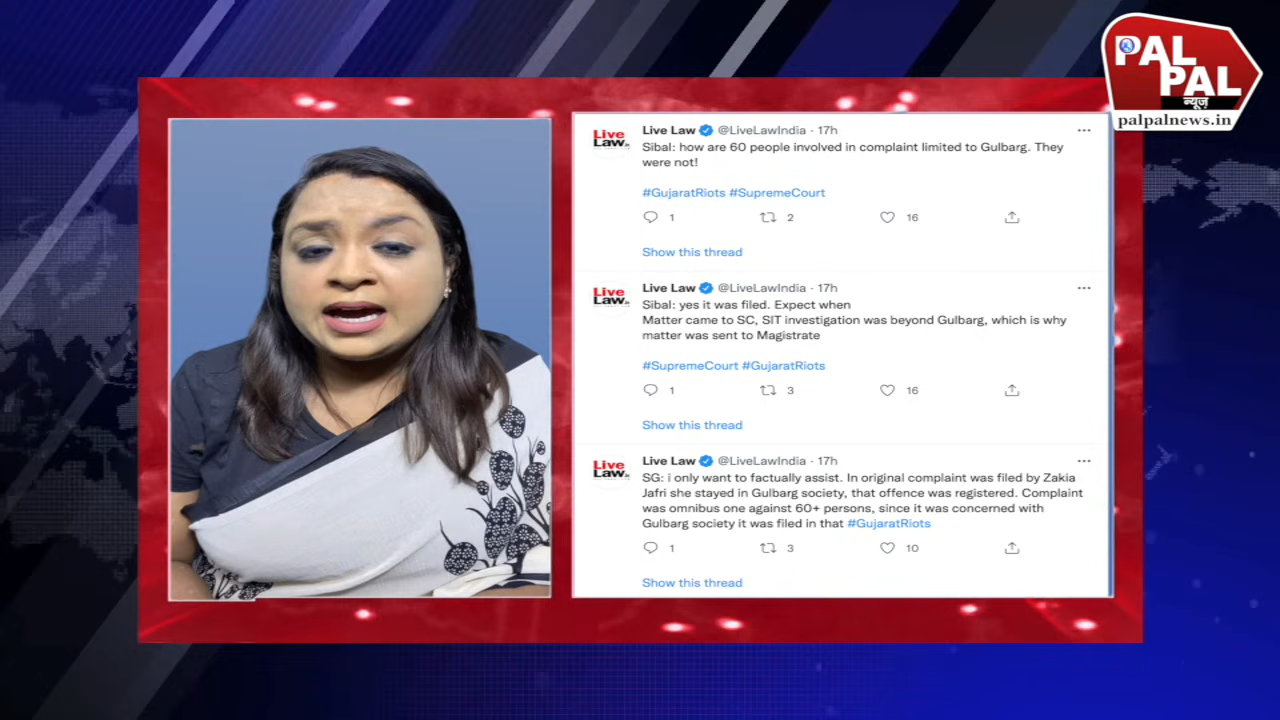 PAL
PAL
न्यूज़
palpalnews.in
Live Law @LiveLawIndia · 17h
Sibal: how are 60 people involved in complaint limited to Gulbarg. They
were not!
#GujaratRiots #SupremeCourt
1 2 16
Show this thread
Live Law @LiveLawIndia · 17h
Sibal: yes it was filed. Expect when
Matter came to SC, SIT investigation was beyond Gulbarg, which is why
matter was sent to Magistrate
#SupremeCourt #GujaratRiots
1 3 16
Show this thread
Live Law @LiveLawIndia · 17h
SG: i only want to factually assist. In original complaint was filed by Zakia
Jafri she stayed in Gulbarg society, that offence was registered. Complaint
was omnibus one against 60+ persons, since it was concerned with
Gulbarg society it was filed in that #GujaratRiots
1 3 10
Show this thread
Live
Law
Live
Law
Live
Law